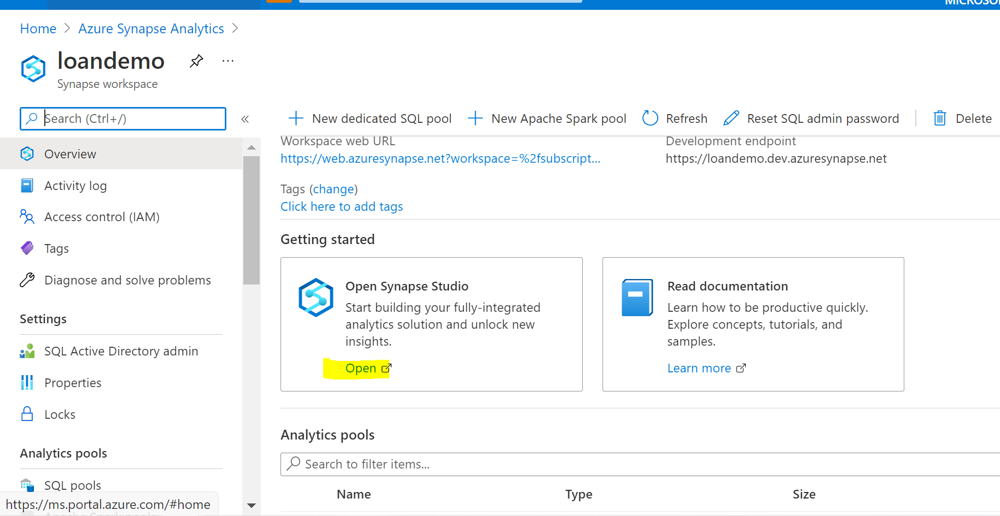 MICROSOF
Home > Azure Synapse Analytics >
loandemo
...
Synapse workspace
Search (Ctrl+/)
«
New dedicated SQL pool
New Apache Spark pool
Refresh
Reset SQL admin password
Delete
Overview
Activity log
Access control (IAM)
Tags
Diagnose and solve problems
Settings
SQL Active Directory admin
Properties
Locks
Analytics pools
SQL pools
https://ms.portal.azure.com/#home
Workspace web URL
https://web.azuresynapse.net?workspace=%2fsubscript...
Development endpoint
https://loandemo.dev.azuresynapse.net
Tags (change)
Click here to add tags
Getting started
Open Synapse Studio
Start building your fully-integrated
analytics solution and unlock new
insights.
Open
Read documentation
Learn how to be productive quickly.
Explore concepts, tutorials, and
samples.
Learn more
Analytics pools
Search to filter items...
Name Type Size